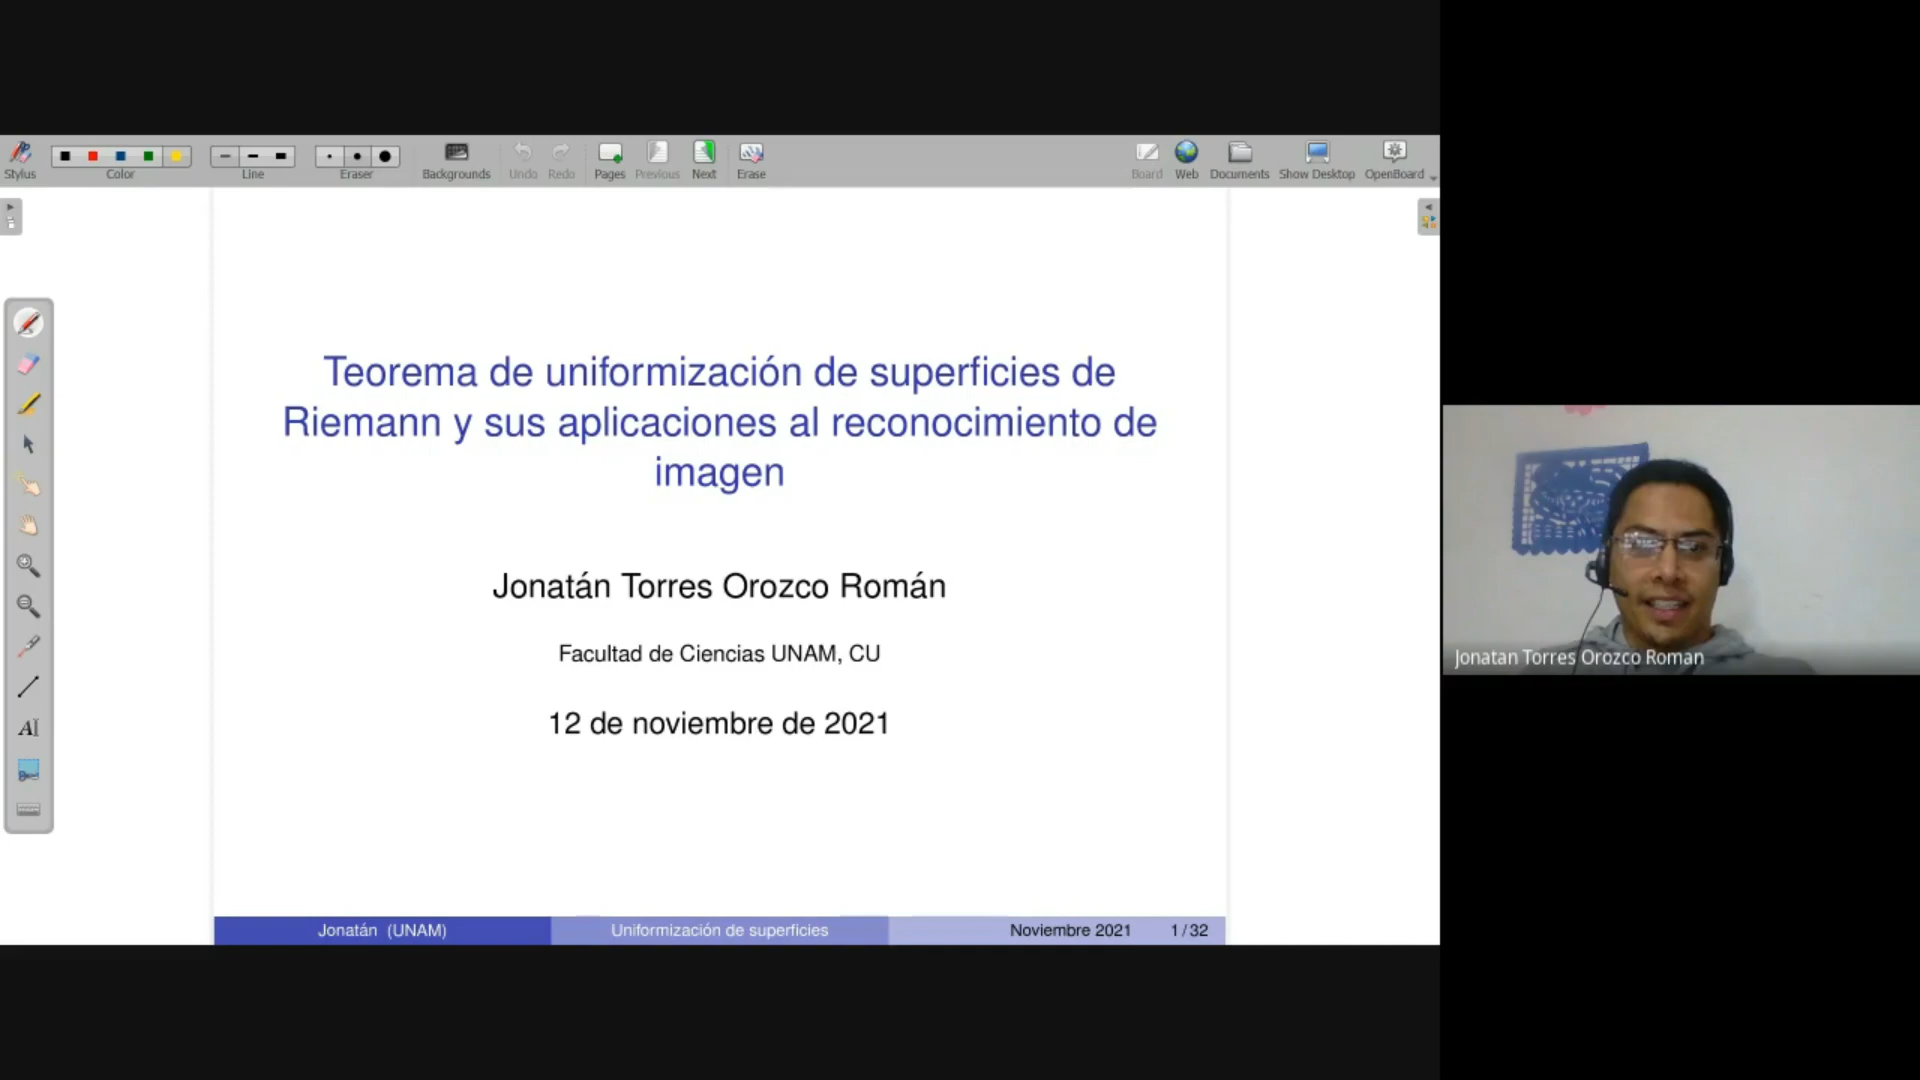 Stylus
Color
Line
Eraser
Backgrounds
Undo
Redo
Pages
Previous
Next
Erase
Board
Web
Documents
Show Desktop
OpenBoard
Teorema de uniformización de superficies de
Riemann y sus aplicaciones al reconocimiento de
imagen
Jonatán Torres Orozco Román
Facultad de Ciencias UNAM, CU
12 de noviembre de 2021
Jonatán (UNAM)
Uniformización de superficies
Noviembre 2021
1 / 32
Jonatan Torres Orozco Roman